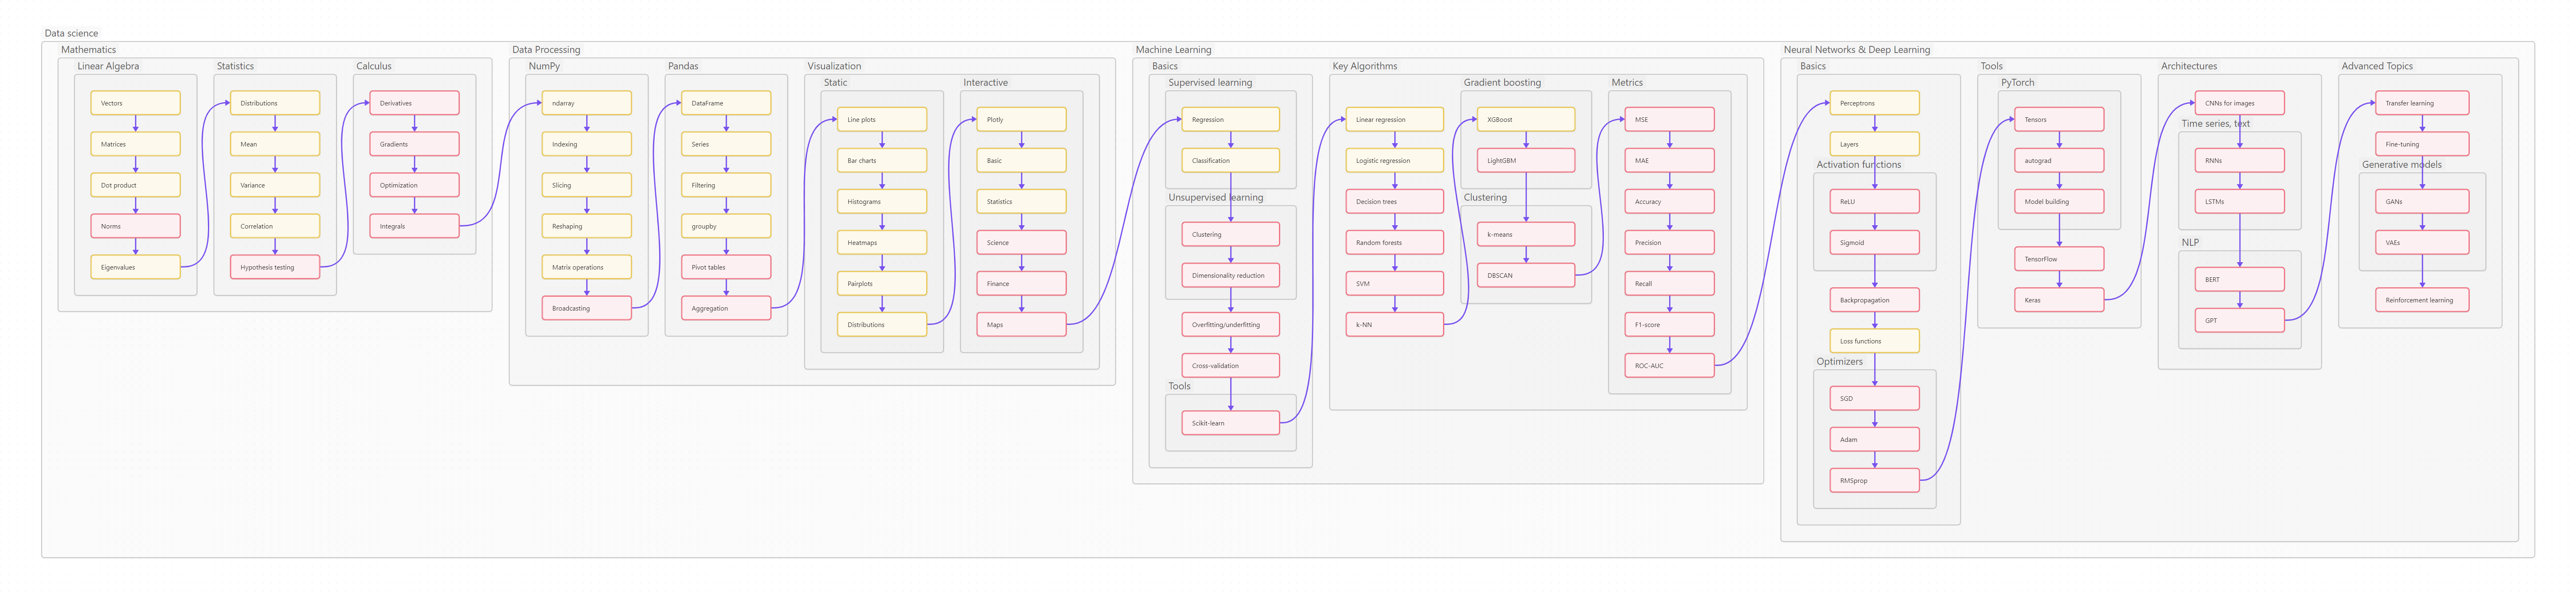 Data science
Mathematics
Linear Algebra
Vectors
Matrices
Dot product
Norms
Eigenvalues
Statistics
Distributions
Mean
Variance
Correlation
Hypothesis testing
Calculus
Derivatives
Gradients
Optimization
Integrals
Data Processing
NumPy
ndarray
Indexing
Slicing
Reshaping
Matrix operations
Broadcasting
Pandas
DataFrame
Series
Filtering
groupby
Pivot tables
Aggregation
Visualization
Static
Line plots
Bar charts
Histograms
Heatmaps
Pairplots
Distributions
Interactive
Plotly
Basic
Statistics
Science
Finance
Maps
Machine Learning
Basics
Supervised learning
Regression
Classification
Unsupervised learning
Clustering
Dimensionality reduction
Overfitting/underfitting
Cross-validation
Tools
Scikit-learn
Key Algorithms
Linear regression
Logistic regression
Decision trees
Random forests
SVM
k-NN
Gradient boosting
XGBoost
LightGBM
Clustering
k-means
DBSCAN
Metrics
MSE
MAE
Accuracy
Precision
Recall
F1-score
ROC-AUC
Neural Networks & Deep Learning
Basics
Perceptrons
Layers
Activation functions
ReLU
Sigmoid
Backpropagation
Loss functions
Optimizers
SGD
Adam
RMSprop
Tools
PyTorch
Tensors
autograd
Model building
TensorFlow
Keras
Architectures
CNNs for images
Time series, text
RNNs
LSTMs
NLP
BERT
GPT
Advanced Topics
Transfer learning
Fine-tuning
Generative models
GANs
VAEs
Reinforcement learning